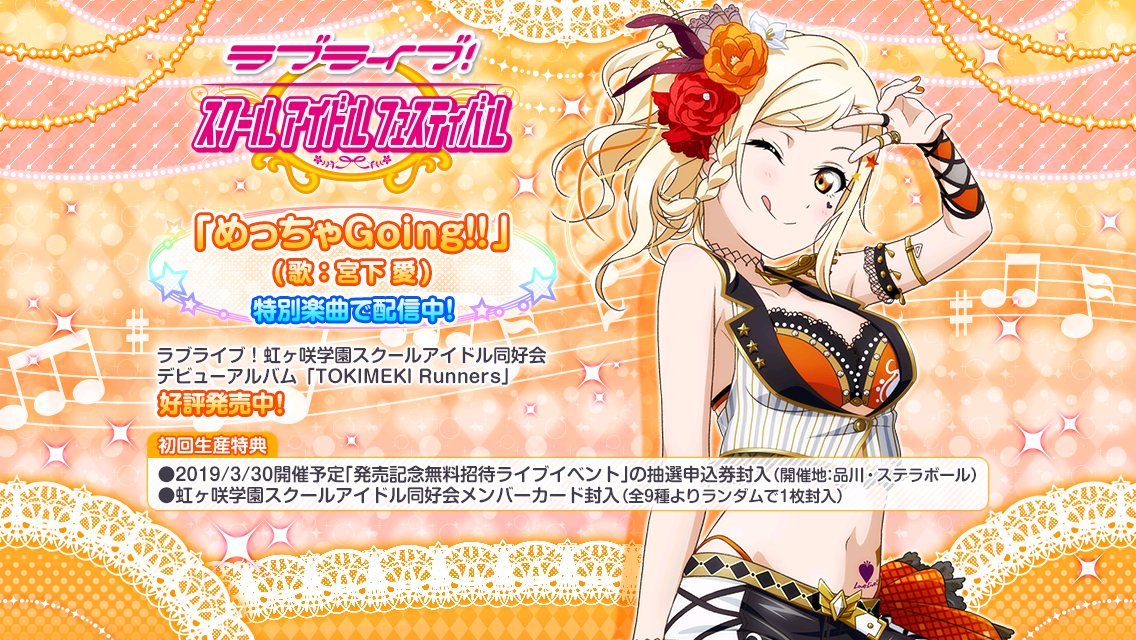 ラブライブ!
スクールアイドルフェスティバル
「めっちゃGoing!!」
(歌:宮下 愛)
特別楽曲で配信中!
ラブライブ!虹ヶ咲学園スクールアイドル同好会
デビューアルバム「TOKIMEKI Runners」
好評発売中!
初回生産特典
●2019/3/30開催予定「発売記念無料招待ライブイベント」の抽選申込券封入(開催地:品川・ステラボール)
●虹ヶ咲学園スクールアイドル同好会メンバーカード封入(全9種よりランダムで1枚封入)